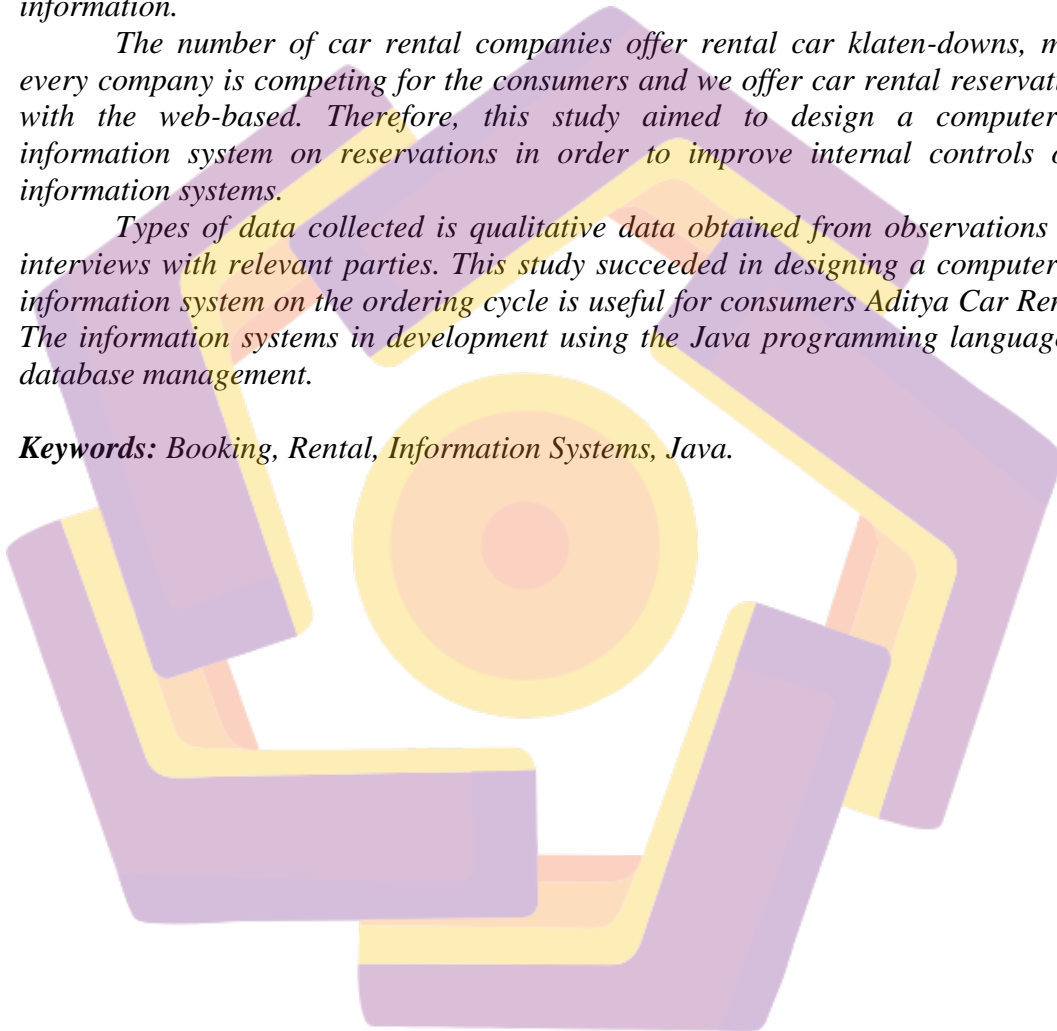 information.
The number of car rental companies offer rental car klaten-downs, m
every company is competing for the consumers and we offer car rental reservati
with the web-based. Therefore, this study aimed to design a computer
information system on reservations in order to improve internal controls o
information systems.
Types of data collected is qualitative data obtained from observations
interviews with relevant parties. This study succeeded in designing a computer
information system on the ordering cycle is useful for consumers Aditya Car Ren
The information systems in development using the Java programming language
database management.
Keywords: Booking, Rental, Information Systems, Java.